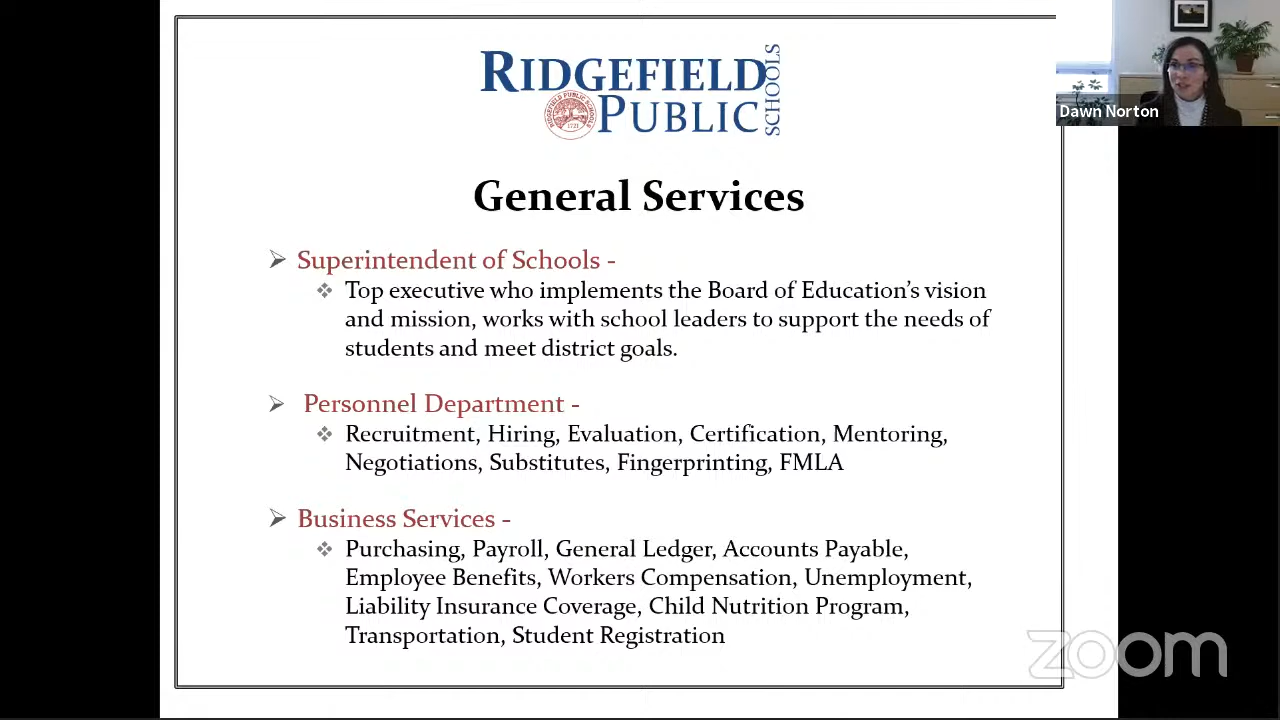 RIDGEFIELD
PUBLIC
SCHOOLS
1721
Dawn Norton
General Services
Superintendent of Schools -
Top executive who implements the Board of Education’s vision
and mission, works with school leaders to support the needs of
students and meet district goals.
Personnel Department -
Recruitment, Hiring, Evaluation, Certification, Mentoring,
Negotiations, Substitutes, Fingerprinting, FMLA
Business Services -
Purchasing, Payroll, General Ledger, Accounts Payable,
Employee Benefits, Workers Compensation, Unemployment,
Liability Insurance Coverage, Child Nutrition Program,
Transportation, Student Registration
zoom